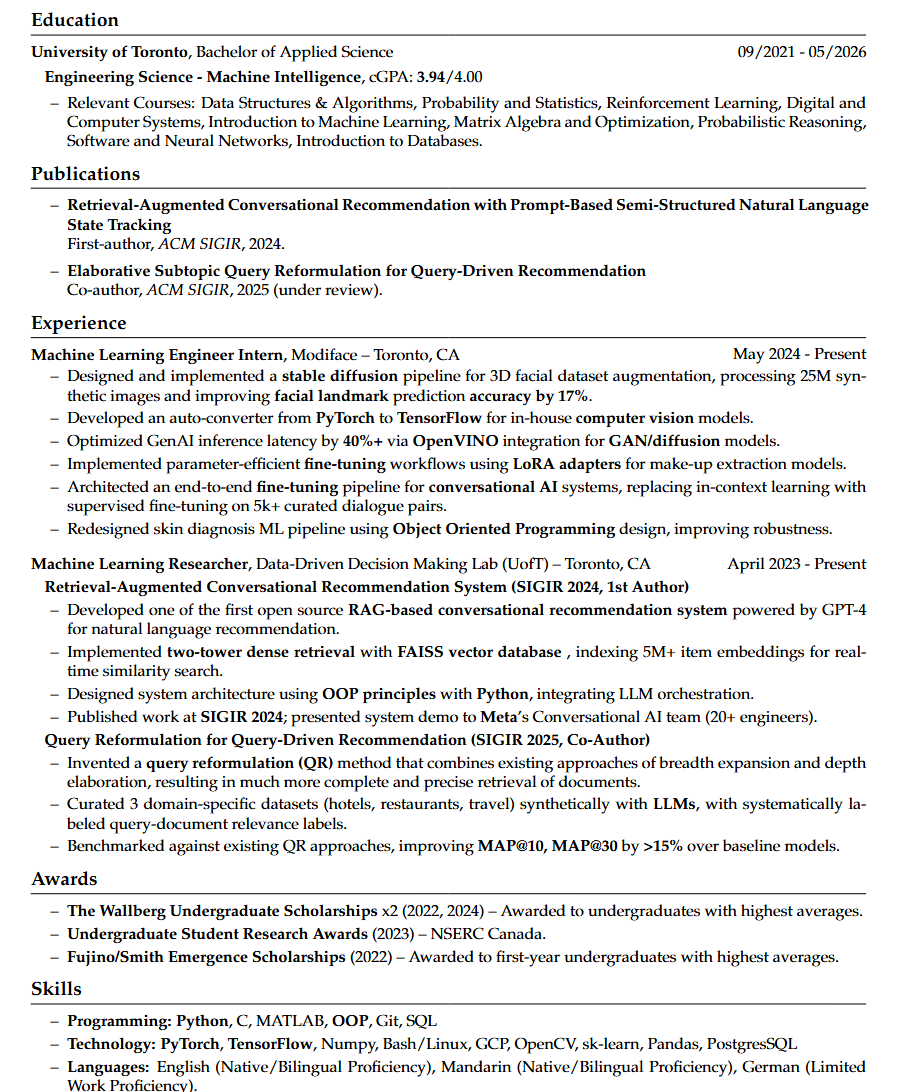 Education
University of Toronto, Bachelor of Applied Science 09/2021 - 05/2026
Engineering Science - Machine Intelligence, cGPA: 3.94/4.00
– Relevant Courses: Data Structures & Algorithms, Probability and Statistics, Reinforcement Learning, Digital and
Computer Systems, Introduction to Machine Learning, Matrix Algebra and Optimization, Probabilistic Reasoning,
Software and Neural Networks, Introduction to Databases.
Publications
– Retrieval-Augmented Conversational Recommendation with Prompt-Based Semi-Structured Natural Language
State Tracking
First-author, ACM SIGIR, 2024.
– Elaborative Subtopic Query Reformulation for Query-Driven Recommendation
Co-author, ACM SIGIR, 2025 (under review).
Experience
Machine Learning Engineer Intern, Modiface – Toronto, CA May 2024 - Present
– Designed and implemented a stable diffusion pipeline for 3D facial dataset augmentation, processing 25M syn-
thetic images and improving facial landmark prediction accuracy by 17%.
– Developed an auto-converter from PyTorch to TensorFlow for in-house computer vision models.
– Optimized GenAI inference latency by 40%+ via OpenVINO integration for GAN/diffusion models.
– Implemented parameter-efficient fine-tuning workflows using LoRA adapters for make-up extraction models.
– Architected an end-to-end fine-tuning pipeline for conversational AI systems, replacing in-context learning with
supervised fine-tuning on 5k+ curated dialogue pairs.
– Redesigned skin diagnosis ML pipeline using Object Oriented Programming design, improving robustness.
Machine Learning Researcher, Data-Driven Decision Making Lab (UofT) – Toronto, CA April 2023 - Present
Retrieval-Augmented Conversational Recommendation System (SIGIR 2024, 1st Author)
– Developed one of the first open source RAG-based conversational recommendation system powered by GPT-4
for natural language recommendation.
– Implemented two-tower dense retrieval with FAISS vector database , indexing 5M+ item embeddings for real-
time similarity search.
– Designed system architecture using OOP principles with Python, integrating LLM orchestration.
– Published work at SIGIR 2024; presented system demo to Meta's Conversational AI team (20+ engineers).
Query Reformulation for Query-Driven Recommendation (SIGIR 2025, Co-Author)
– Invented a query reformulation (QR) method that combines existing approaches of breadth expansion and depth
elaboration, resulting in much more complete and precise retrieval of documents.
– Curated 3 domain-specific datasets (hotels, restaurants, travel) synthetically with LLMs, with systematically la-
beled query-document relevance labels.
– Benchmarked against existing QR approaches, improving MAP@10, MAP@30 by >15% over baseline models.
Awards
– The Wallberg Undergraduate Scholarships x2 (2022, 2024) – Awarded to undergraduates with highest averages.
– Undergraduate Student Research Awards (2023) – NSERC Canada.
– Fujino/Smith Emergence Scholarships (2022) – Awarded to first-year undergraduates with highest averages.
Skills
– Programming: Python, C, MATLAB, OOP, Git, SQL
– Technology: PyTorch, TensorFlow, Numpy, Bash/Linux, GCP, OpenCV, sk-learn, Pandas, PostgresSQL
– Languages: English (Native/Bilingual Proficiency), Mandarin (Native/Bilingual Proficiency), German (Limited
Work Proficiency).